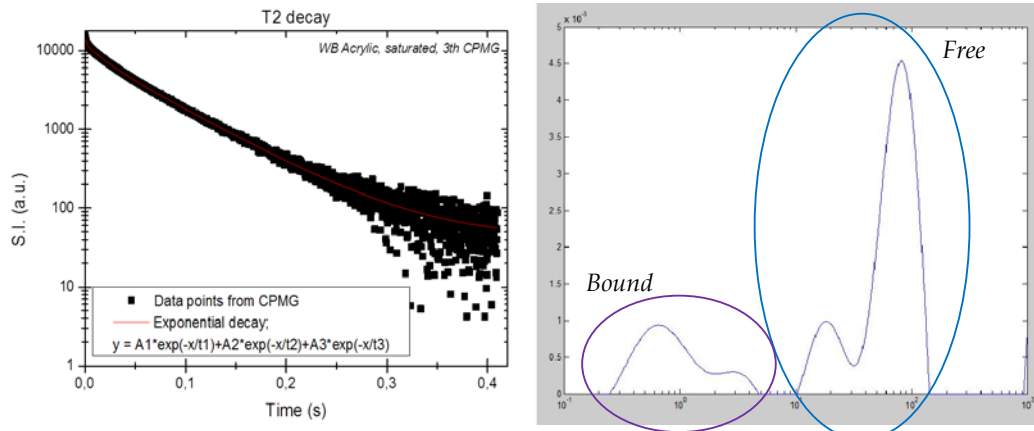 T2 decay
WB Acrylic, saturated, 3th CPMG
10000
1000
100
10
1
S.I. (a.u.)
Data points from CPMG
Exponential decay;
y = A1*exp(-x/t1)+A2*exp(-x/t2)+A3*exp(-x/t3)
0,0
0,1
0,2
0,3
0,4
Time (s)
5
4.5
4
3.5
3
2.5
2
1.5
1
0.5
0
Free
Bound
10⁰